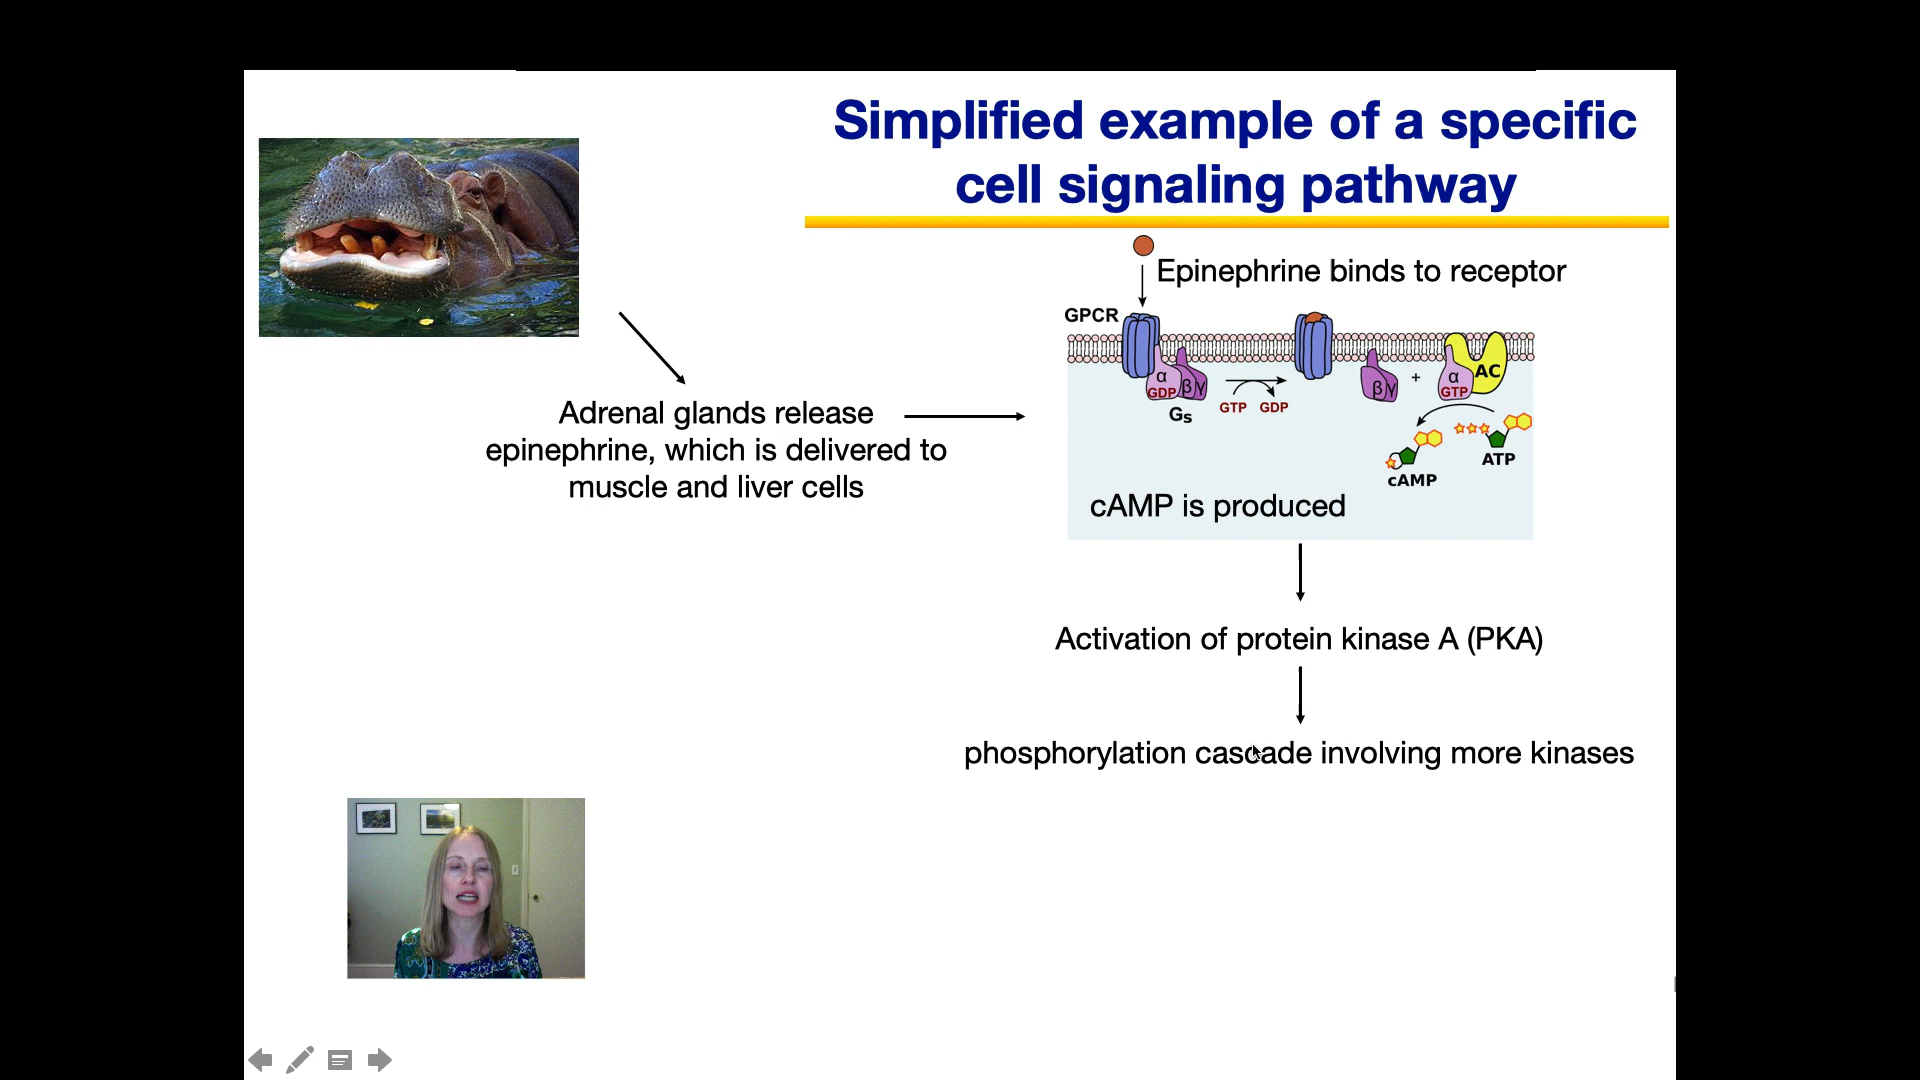 Simplified example of a specific
cell signaling pathway
Epinephrine binds to receptor
GPCR
α
GDP
β γ
Gs
GTP GDP
β γ
+
α
GTP
AC
ATP
cAMP
cAMP is produced
Adrenal glands release
epinephrine, which is delivered to
muscle and liver cells
Activation of protein kinase A (PKA)
phosphorylation cascade involving more kinases